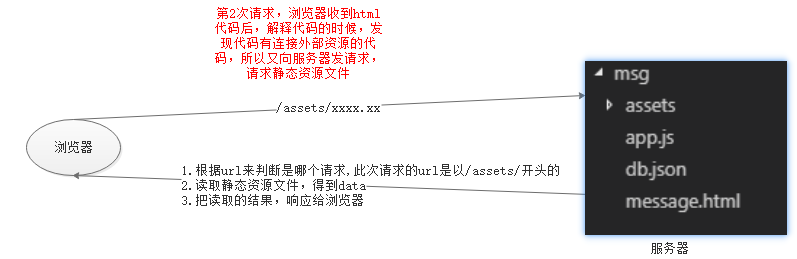 第2次请求，浏览器收到html
代码后，解释代码的时候，发
现代码有连接外部资源的代
码，所以又向服务器发请求，
请求静态资源文件
/assets/xxxx.xx
浏览器
1.根据url来判断是哪个请求,此次请求的url是以/assets/开头的
2.读取静态资源文件，得到data
3.把读取的结果，响应给浏览器
msg
assets
app.js
db.json
message.html
服务器